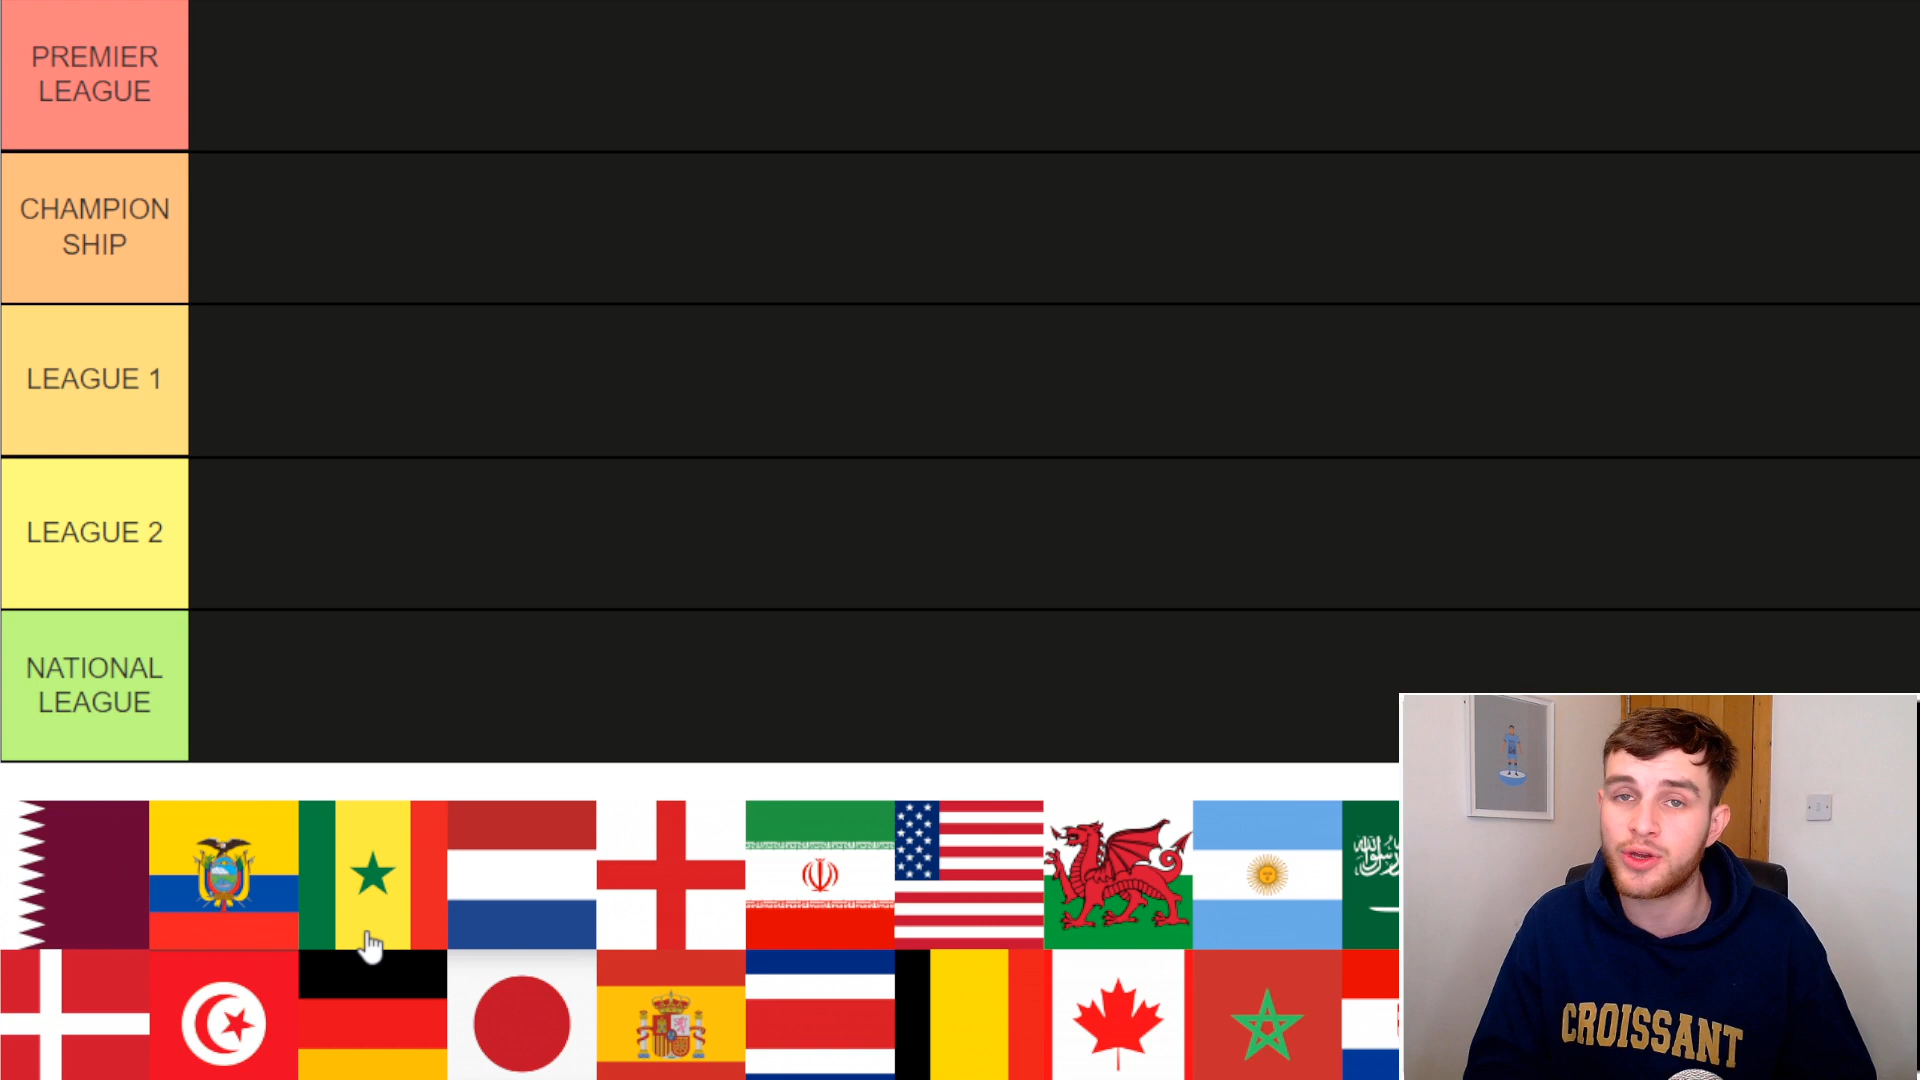 PREMIER
LEAGUE
CHAMPION
SHIP
LEAGUE 1
LEAGUE 2
NATIONAL
LEAGUE
CROISSANT